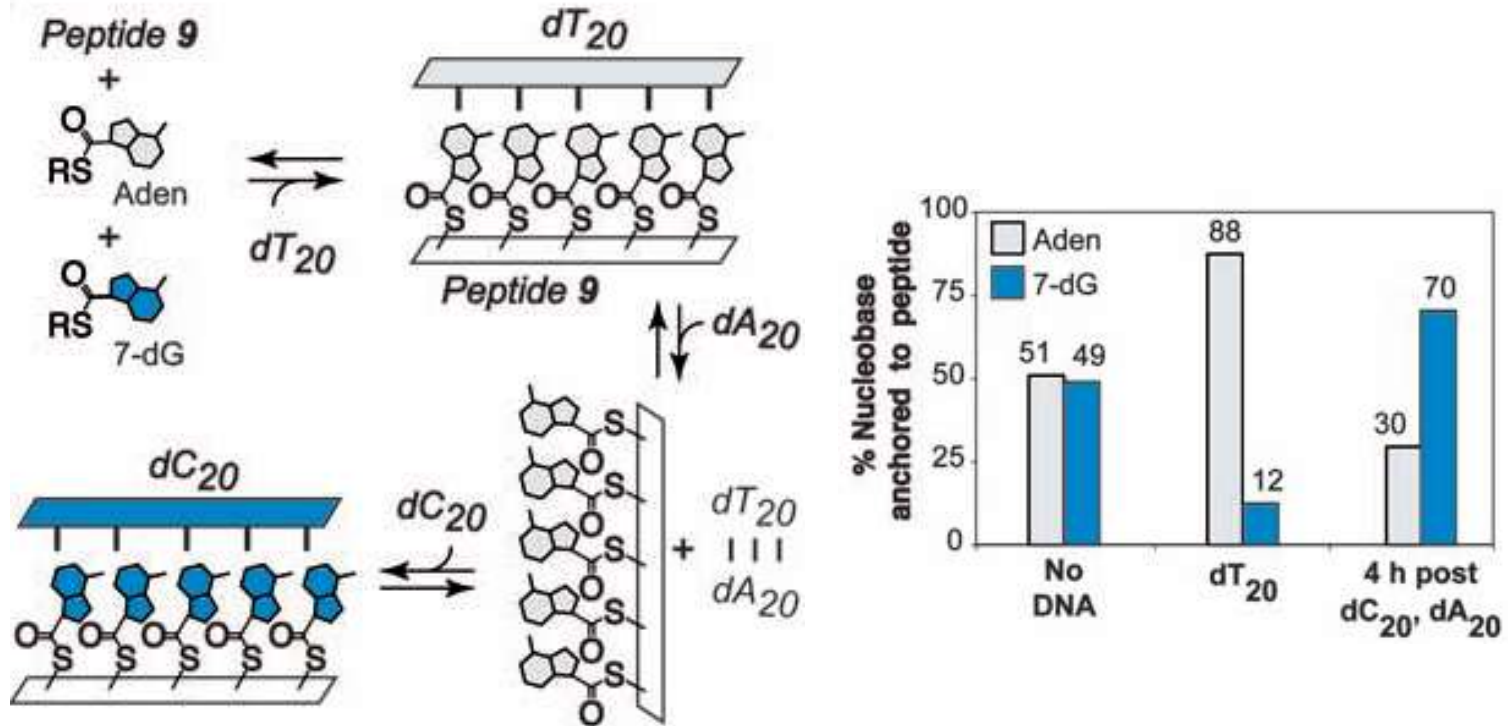 Peptide 9
+
O
RS
Aden
+
O
RS
7-dG
dT20
dT20
O O O O O
S S S S S
Peptide 9
dA20
dC20
dC20
O O O O O
S S S S S
S
O
S
O
S
O
S
O
S
O
+
dT20
dA20
% Nucleobase
anchored to peptide
100
75
50
25
0
Aden
7-dG
51
49
88
12
30
70
No
DNA
dT20
4 h post
dC20, dA20